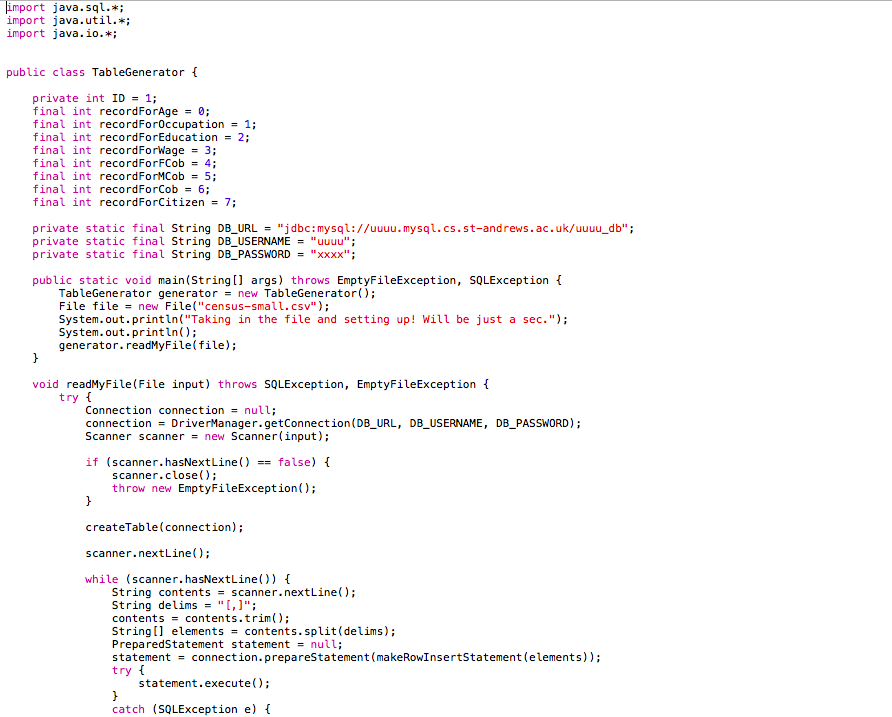 import java.sql.*;
import java.util.*;
import java.io.*;
public class TableGenerator {
private int ID = 1;
final int recordForAge = 0;
final int recordForOccupation = 1;
final int recordForEducation = 2;
final int recordForWage = 3;
final int recordForFCob = 4;
final int recordForMCob = 5;
final int recordForCob = 6;
final int recordForCitizen = 7;
private static final String DB_URL = "jdbc:mysql://uuuu.mysql.cs.st-andrews.ac.uk/uuuu_db";
private static final String DB_USERNAME = "uuuu";
private static final String DB_PASSWORD = "xxxx";
public static void main(String[] args) throws EmptyFileException, SQLException {
TableGenerator generator = new TableGenerator();
File file = new File("census-small.csv");
System.out.println("Taking in the file and setting up! Will be just a sec.");
System.out.println();
generator.readMyFile(file);
}
void readMyFile(File input) throws SQLException, EmptyFileException {
try {
Connection connection = null;
connection = DriverManager.getConnection(DB_URL, DB_USERNAME, DB_PASSWORD);
Scanner scanner = new Scanner(input);
if (scanner.hasNextLine() == false) {
scanner.close();
throw new EmptyFileException();
}
createTable(connection);
scanner.nextLine();
while (scanner.hasNextLine()) {
String contents = scanner.nextLine();
String delims = "[,]";
contents = contents.trim();
String[] elements = contents.split(delims);
PreparedStatement statement = null;
statement = connection.prepareStatement(makeRowInsertStatement(elements));
try {
statement.execute();
}
catch (SQLException e) {